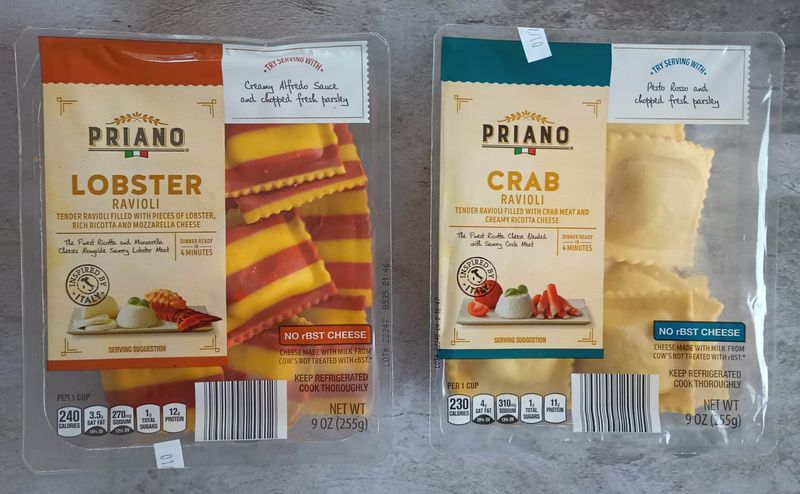 TRY SERVING WITH
Creamy Alfredo Sauce
and chopped fresh parsley
PRIANO
LOBSTER
RAVIOLI
TENDER RAVIOLI FILLED WITH PIECES OF LOBSTER,
RICH RICOTTA AND MOZZARELLA CHEESE
The Finest Ricotta and Mozzarella
Cheeses Alongside Savory Lobster Meat
DINNER READY
IN
4 MINUTES
INSPIRED BY
ITALY
SERVING SUGGESTION
NO rBST CHEESE
CHEESE MADE WITH MILK FROM
COW'S NOT TREATED WITH rBST.*
KEEP REFRIGERATED
COOK THOROUGHLY
PER 1 CUP
240
CALORIES
3.5g
SAT FAT
18% DV
270mg
SODIUM
12% DV
1g
TOTAL
SUGARS
12g
PROTEIN
NET WT
9 OZ (255g)
TRY SERVING WITH
Pesto Rosso and
chopped fresh parsley
PRIANO
CRAB
RAVIOLI
TENDER RAVIOLI FILLED WITH CRAB MEAT AND
CREAMY RICOTTA CHEESE
The Finest Ricotta Cheese Blended
with Savory Crab Meat
DINNER READY
IN
4 MINUTES
INSPIRED BY
ITALY
SERVING SUGGESTION
NO rBST CHEESE
CHEESE MADE WITH MILK FROM
COW'S NOT TREATED WITH rBST.*
KEEP REFRIGERATED
COOK THOROUGHLY
PER 1 CUP
230
CALORIES
4g
SAT FAT
20% DV
310mg
SODIUM
1g
TOTAL
SUGARS
11g
PROTEIN
NET WT
9 OZ (255g)